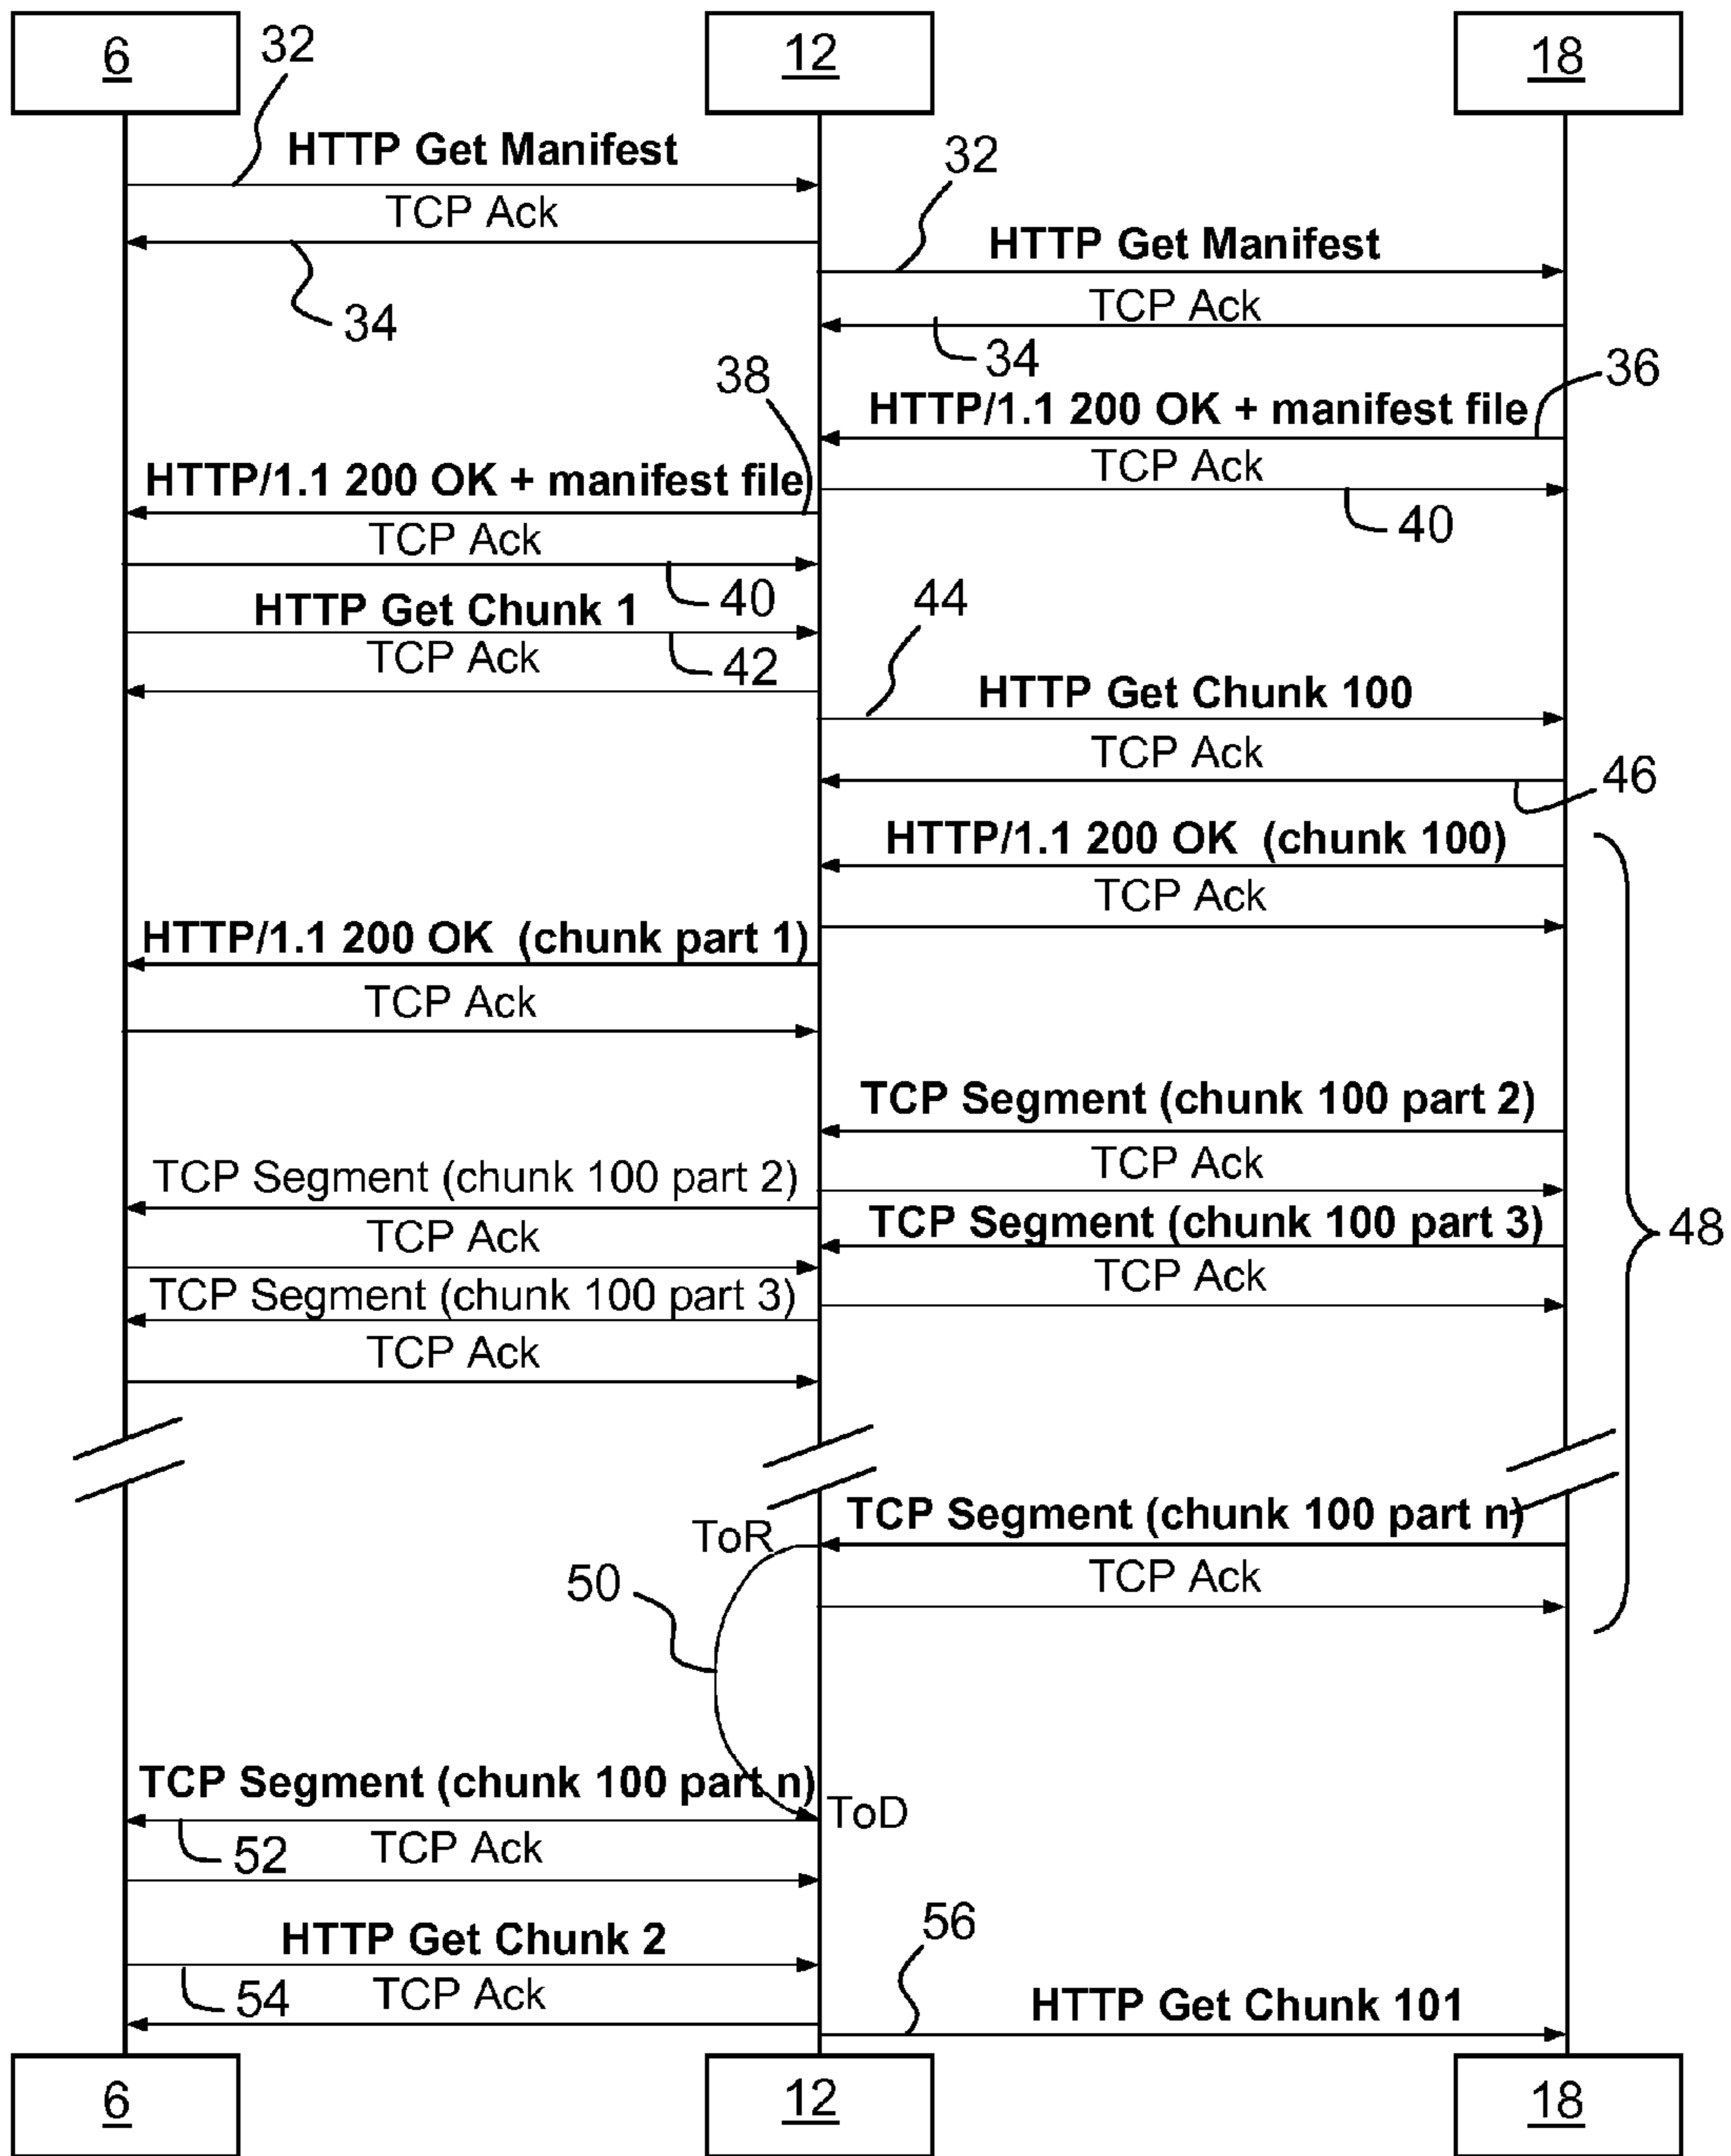 6
12
18
32
HTTP Get Manifest
32
TCP Ack
HTTP Get Manifest
34
TCP Ack
34
38
36
HTTP/1.1 200 OK + manifest file
HTTP/1.1 200 OK + manifest file
TCP Ack
TCP Ack
40
40
HTTP Get Chunk 1
44
TCP Ack
42
HTTP Get Chunk 100
TCP Ack
46
HTTP/1.1 200 OK (chunk 100)
TCP Ack
HTTP/1.1 200 OK (chunk part 1)
TCP Ack
TCP Segment (chunk 100 part 2)
TCP Ack
TCP Segment (chunk 100 part 2)
TCP Segment (chunk 100 part 3)
48
TCP Ack
TCP Ack
TCP Segment (chunk 100 part 3)
TCP Ack
TCP Segment (chunk 100 part n)
ToR
TCP Ack
50
TCP Segment (chunk 100 part n)
ToD
52
TCP Ack
56
HTTP Get Chunk 2
54
TCP Ack
HTTP Get Chunk 101
6
12
18